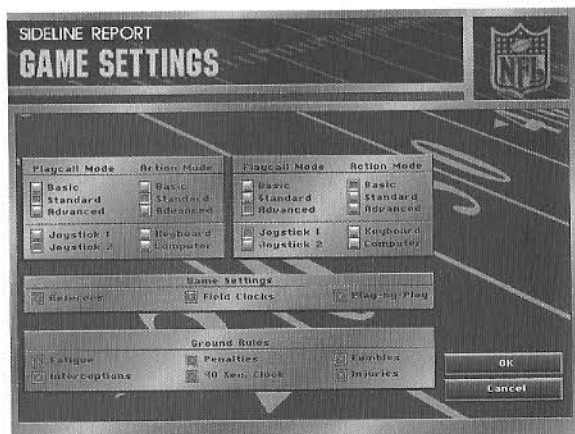 SIDELINE REPORT
GAME SETTINGS
NFL
Playcall Mode Action Mode
Basic Basic
Standard Standard
Advanced Advanced
Joystick 1 Keyboard
Joystick 2 Computer
Playcall Mode Action Mode
Basic Basic
Standard Standard
Advanced Advanced
Joystick 1 Keyboard
Joystick 2 Computer
Game Settings
Referees Field Clocks Play-by-Play
Ground Rules
Fatigue Penalties Fumbles
Interceptions 90 Sec. Clock Injuries
OK
Cancel